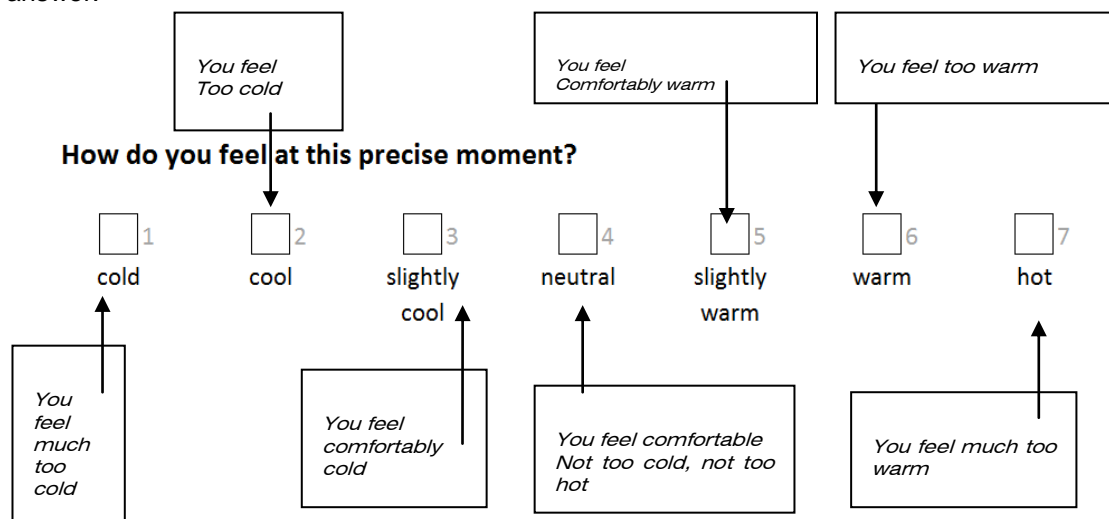 You feel
Too cold
You feel
Comfortably warm
You feel too warm
How do you feel at this precise moment?
1
2
3
4
5
6
7
cold
cool
slightly
cool
neutral
slightly
warm
warm
hot
You
feel
much
too
cold
You feel
comfortably
cold
You feel comfortable
Not too cold, not too
hot
You feel much too
warm